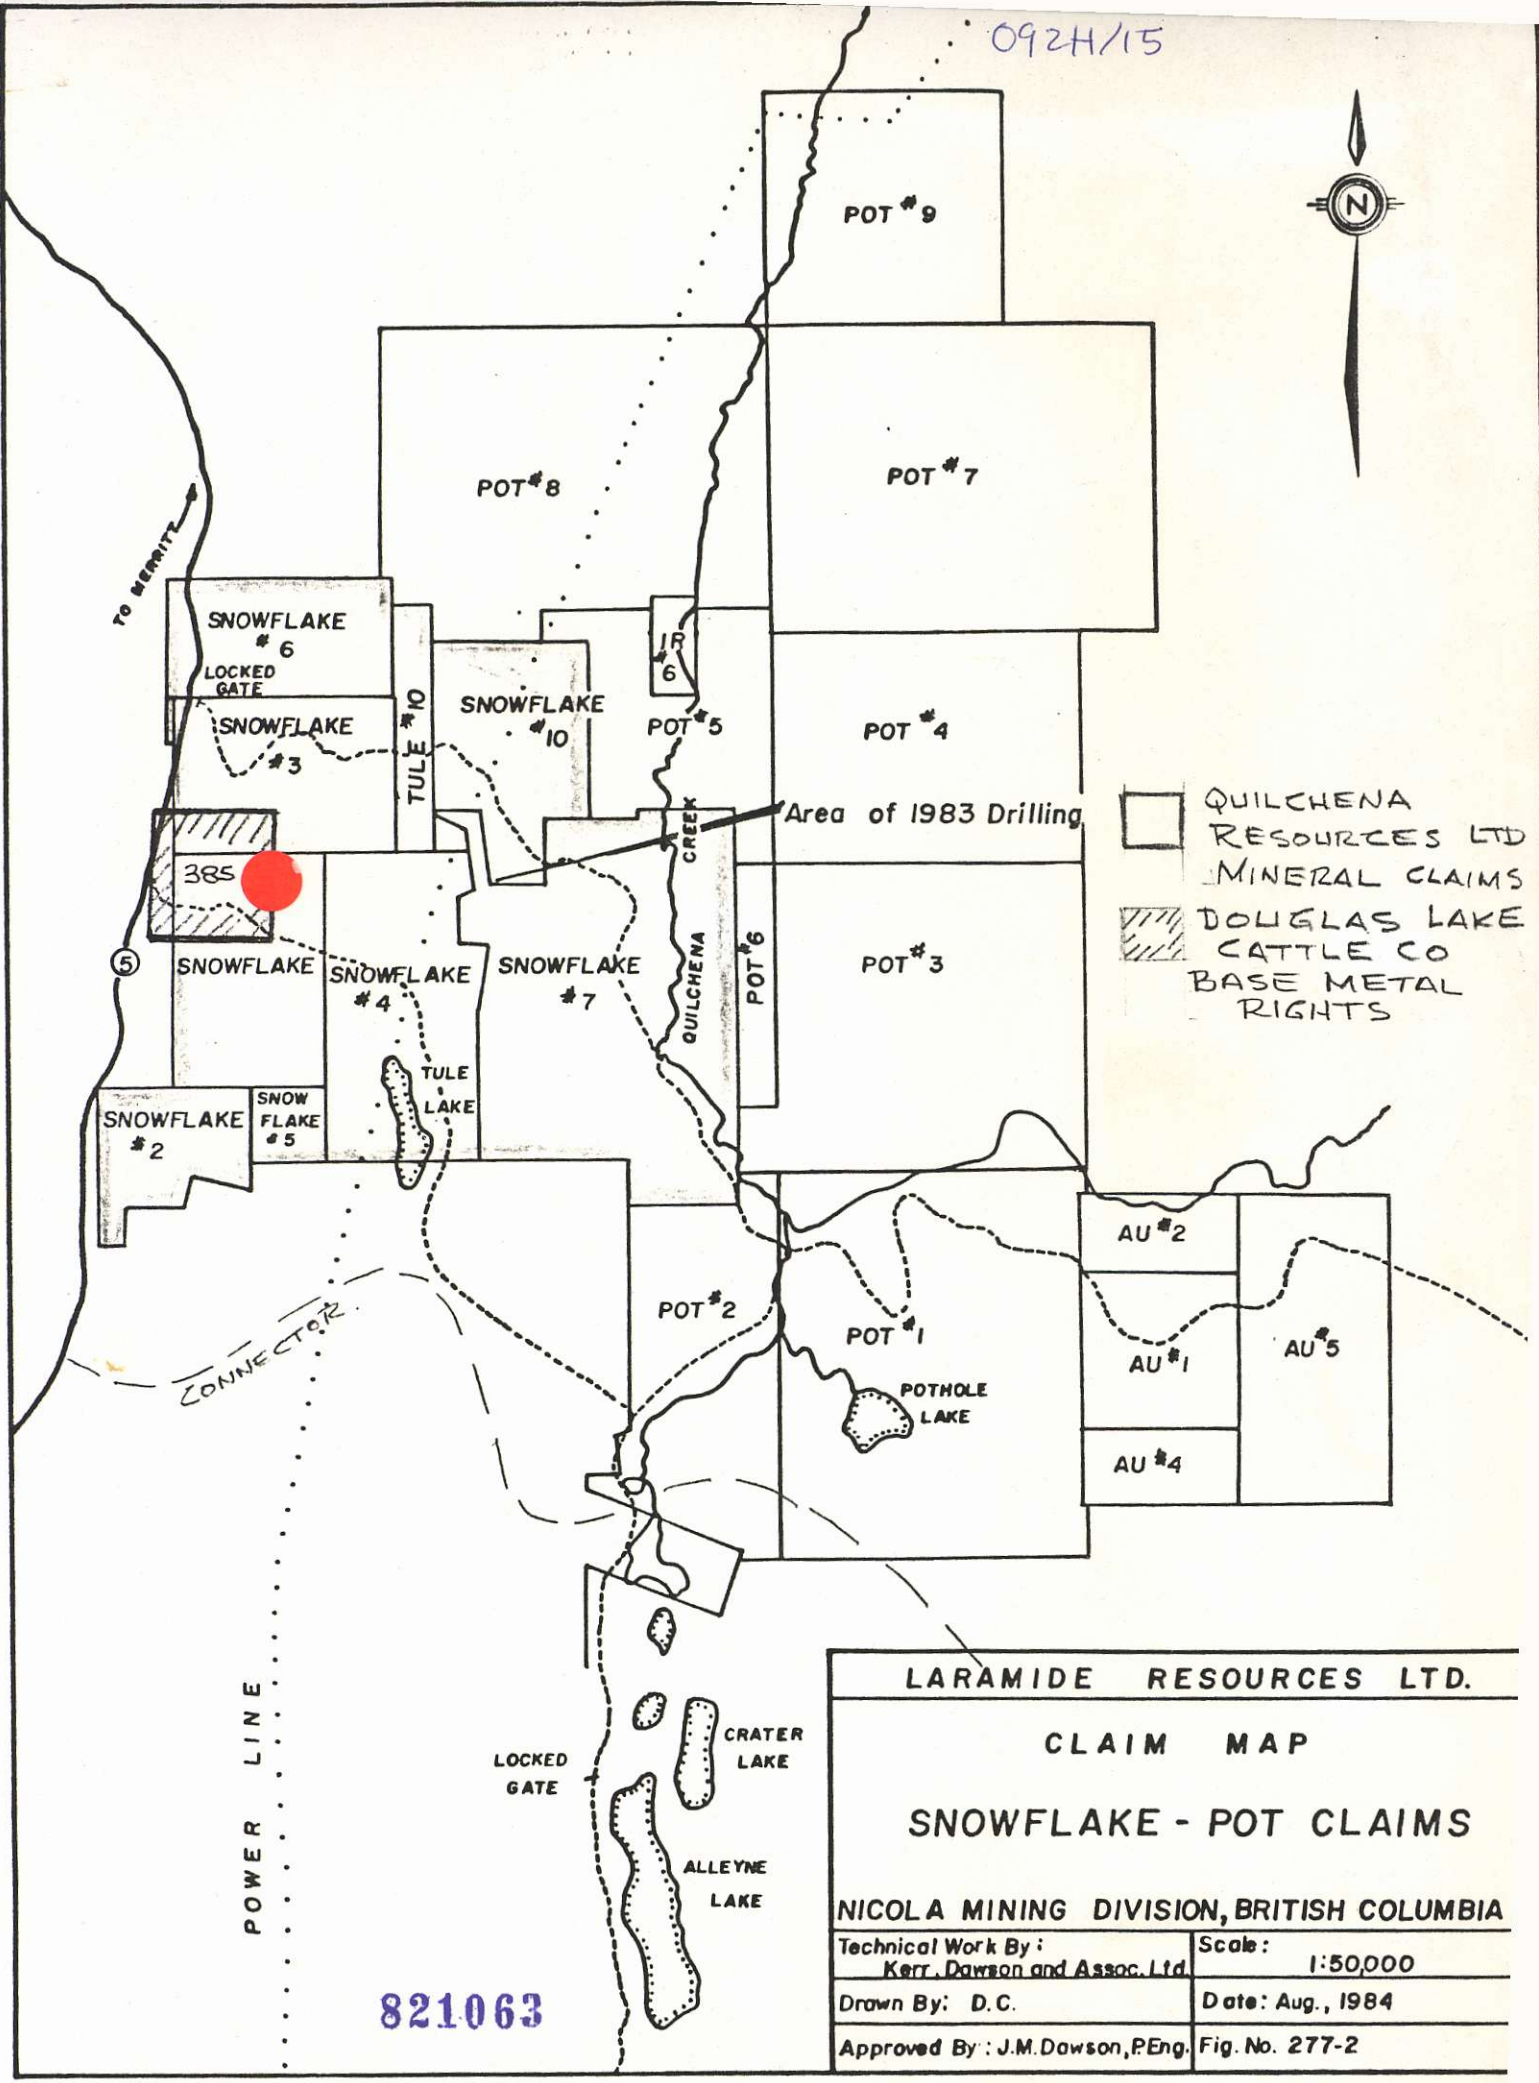 092H/15
N
POT #9
POT #8
POT #7
TO MERRITT
SNOWFLAKE
# 6
LOCKED
GATE
IR
#6
SNOWFLAKE
#3
TULE #10
SNOWFLAKE
#10
POT #5
POT #4
Area of 1983 Drilling
QUILCHENA
RESOURCES LTD
MINERAL CLAIMS
DOUGLAS LAKE
CATTLE CO
BASE METAL
RIGHTS
385
5
SNOWFLAKE
SNOWFLAKE
#4
SNOWFLAKE
#7
QUILCHENA CREEK
POT #6
POT #3
TULE
LAKE
SNOWFLAKE
#2
SNOW
FLAKE
#5
AU #2
CONNECTOR.
POT #2
POT #1
AU #1
AU #5
POTHOLE
LAKE
AU #4
POWER LINE
LOCKED
GATE
CRATER
LAKE
ALLEYNE
LAKE
821063
LARAMIDE RESOURCES LTD.
CLAIM MAP
SNOWFLAKE - POT CLAIMS
NICOLA MINING DIVISION, BRITISH COLUMBIA
Technical Work By:
Kerr, Dawson and Assoc. Ltd.
Scale:
1:50,000
Drawn By: D.C.
Date: Aug., 1984
Approved By: J.M. Dawson, P.Eng.
Fig. No. 277-2